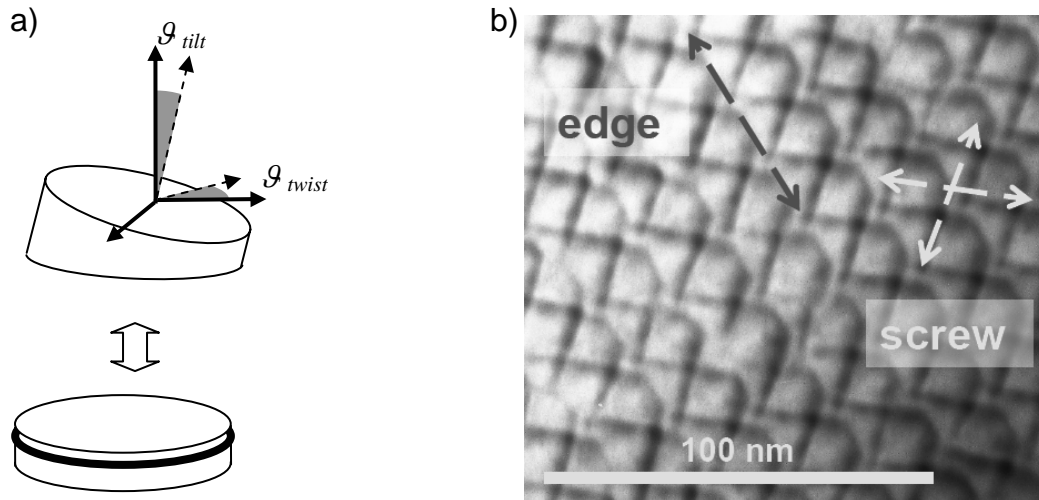 a)
ϑ tilt
ϑ twist
b)
edge
screw
100 nm